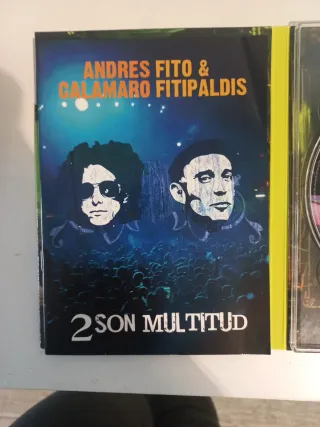 ANDRES FITO &
CALAMARO FITIPALDIS
2 SON MULTITUD